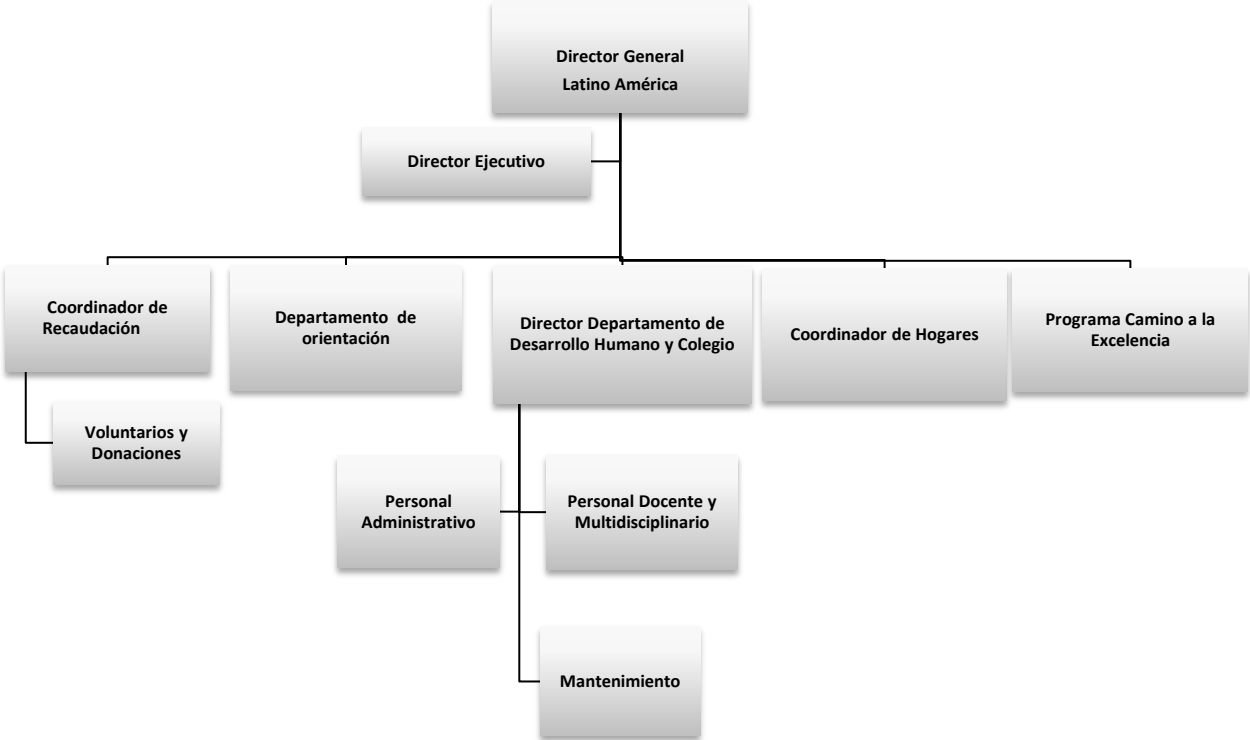 Director General
Latino América
Director Ejecutivo
Coordinador de
Recaudación
Departamento de
orientación
Director Departamento de
Desarrollo Humano y Colegio
Coordinador de Hogares
Programa Camino a la
Excelencia
Voluntarios y
Donaciones
Personal
Administrativo
Personal Docente y
Multidisciplinario
Mantenimiento